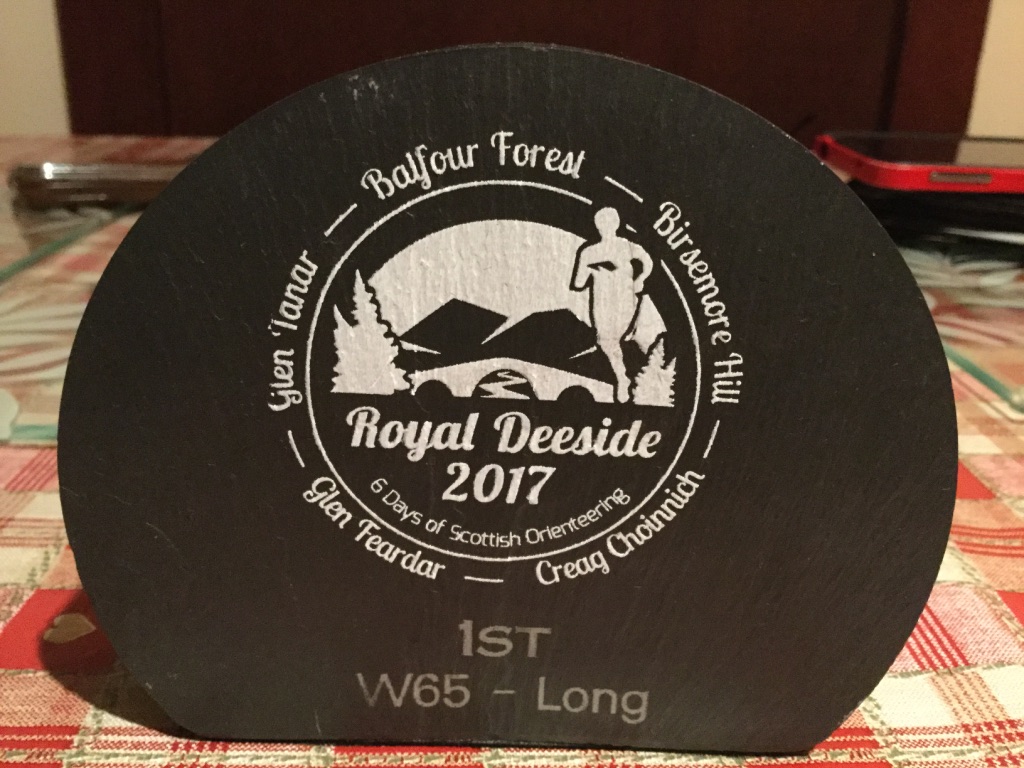 Balfour Forest
Birsemore Hill
Creag Choinnich
Glen Feardar
Glen Tanar
Royal Deeside
2017
6 Days of Scottish Orienteering
1ST
W65 - Long